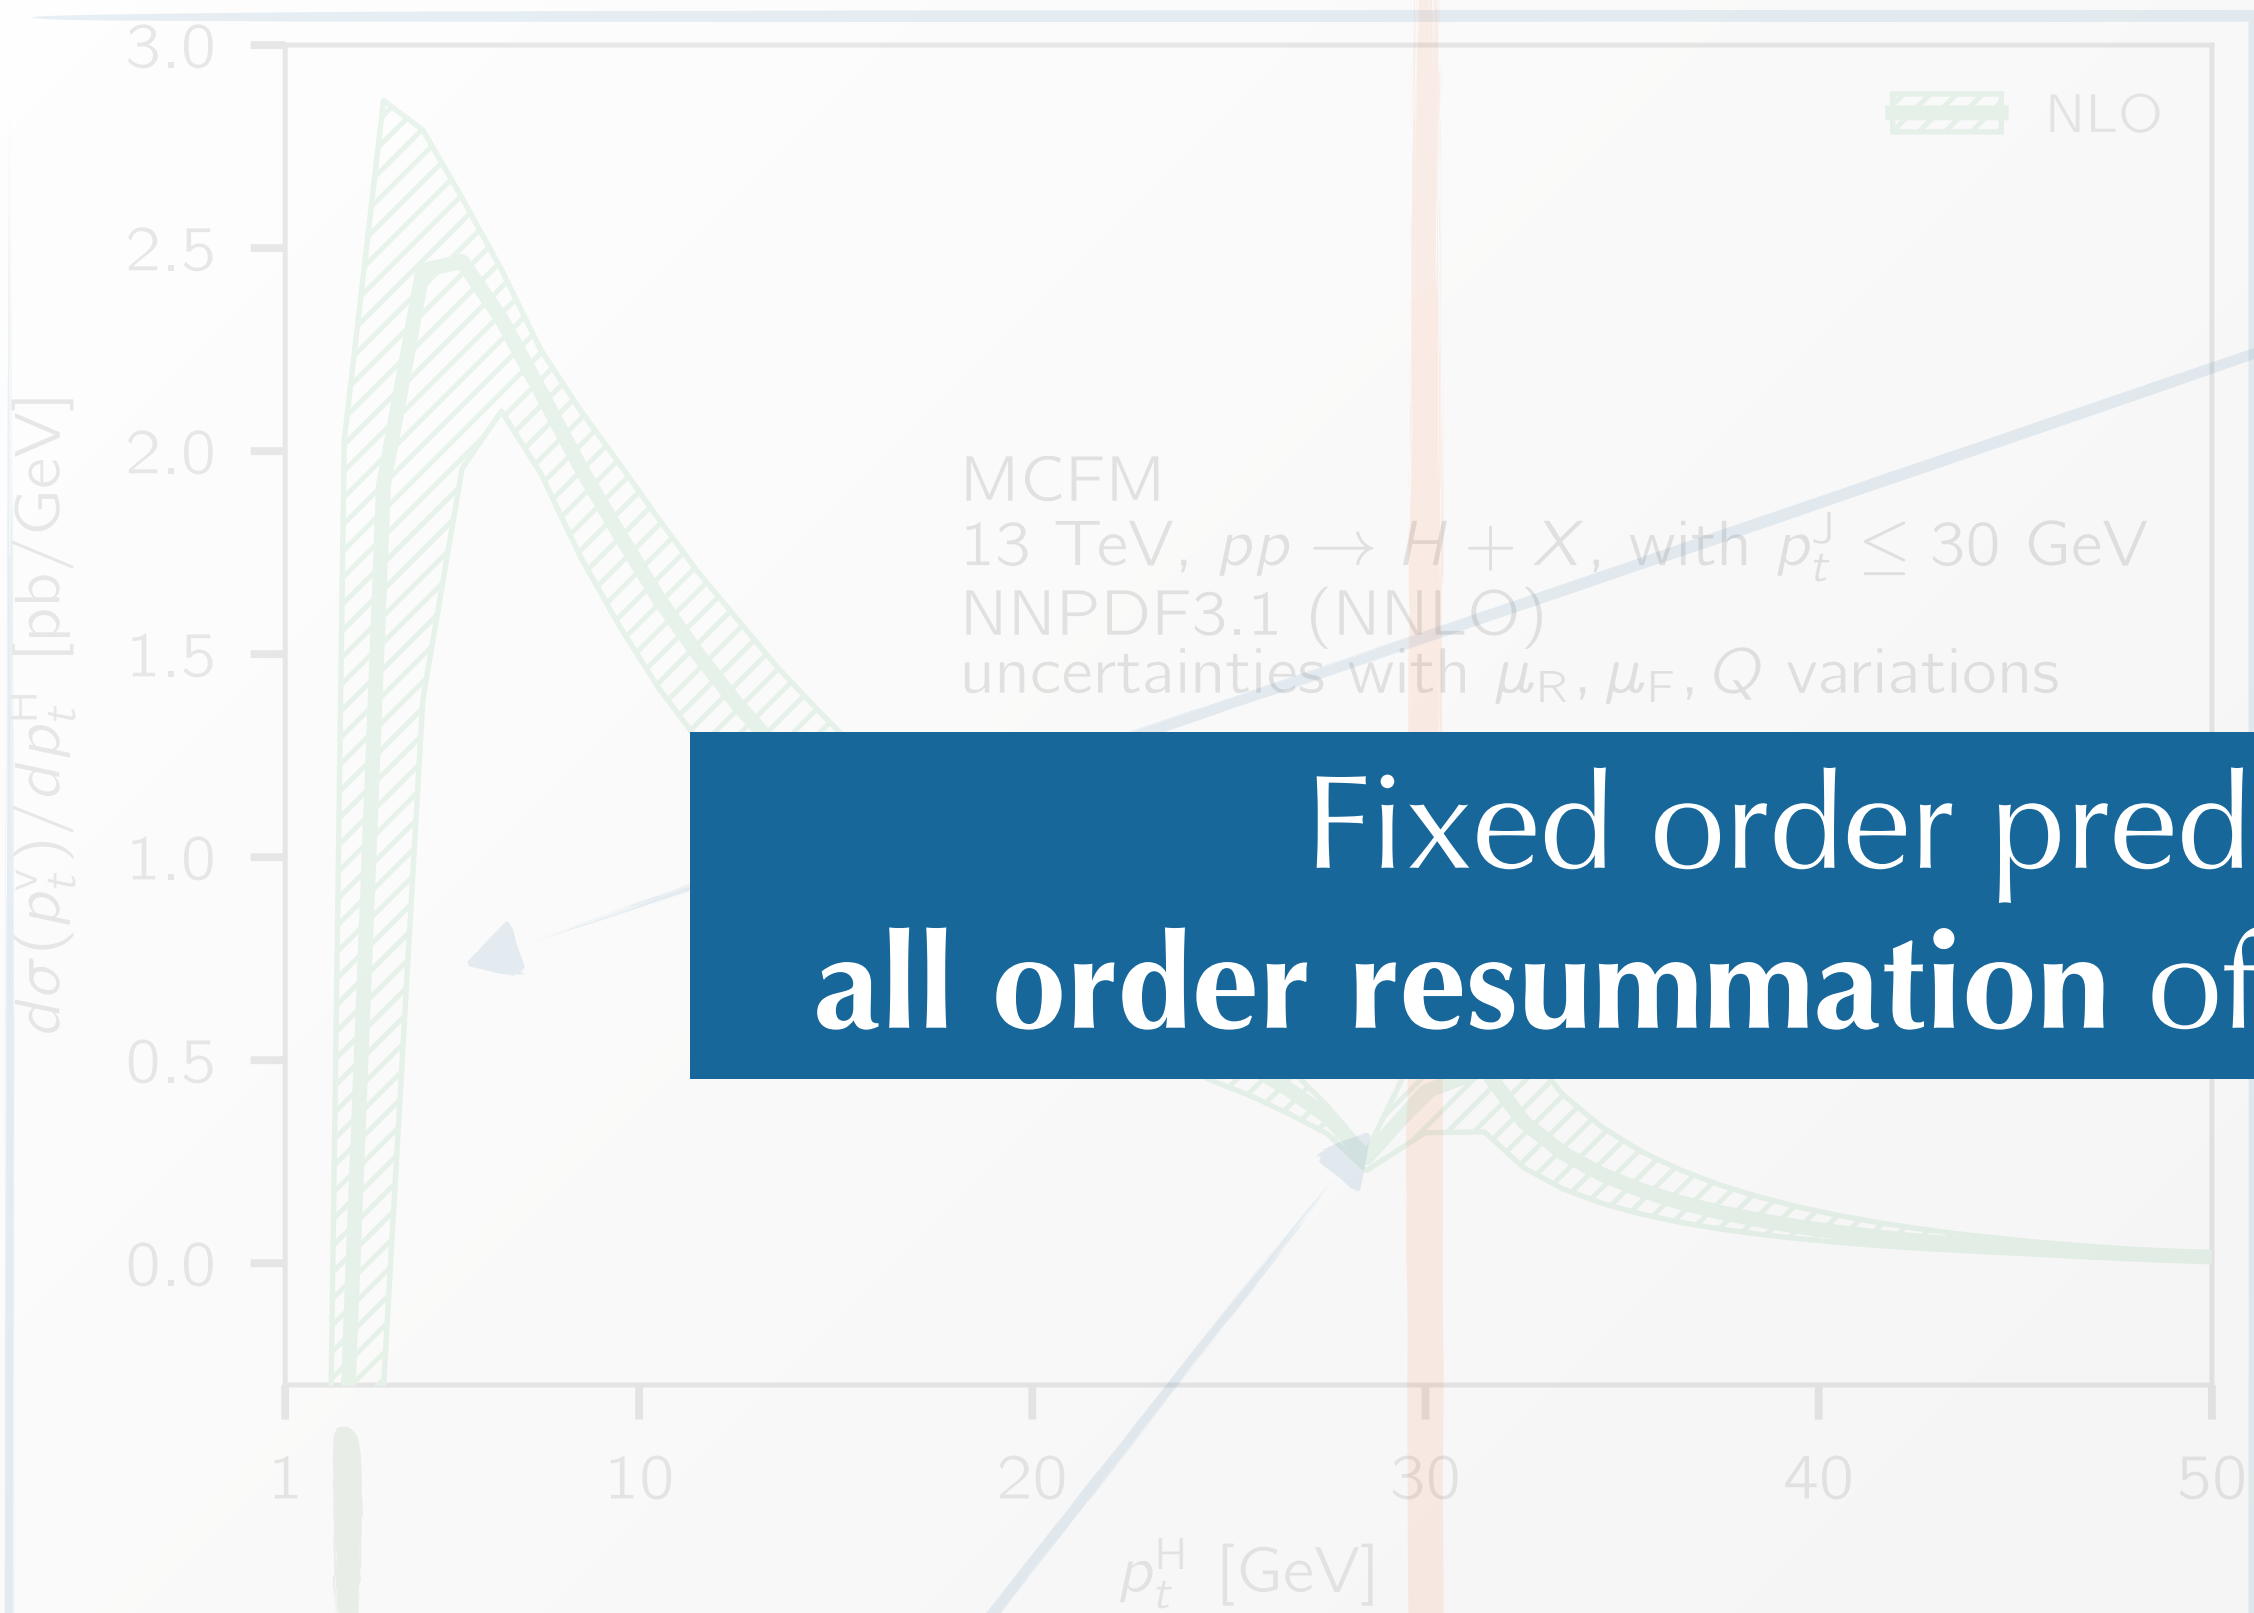 3.0
NLO
2.5
2.0
1.5
1.0
0.5
0.0
dσ(p_t^v)/dp_t^H [pb/GeV]
MCFM
13 TeV, pp → H + X, with p_t^J ≤ 30 GeV
NNPDF3.1 (NNLO)
uncertainties with μ_R, μ_F, Q variations
Fixed order pred
all order resummation of
1 10 20 30 40 50
p_t^H [GeV]